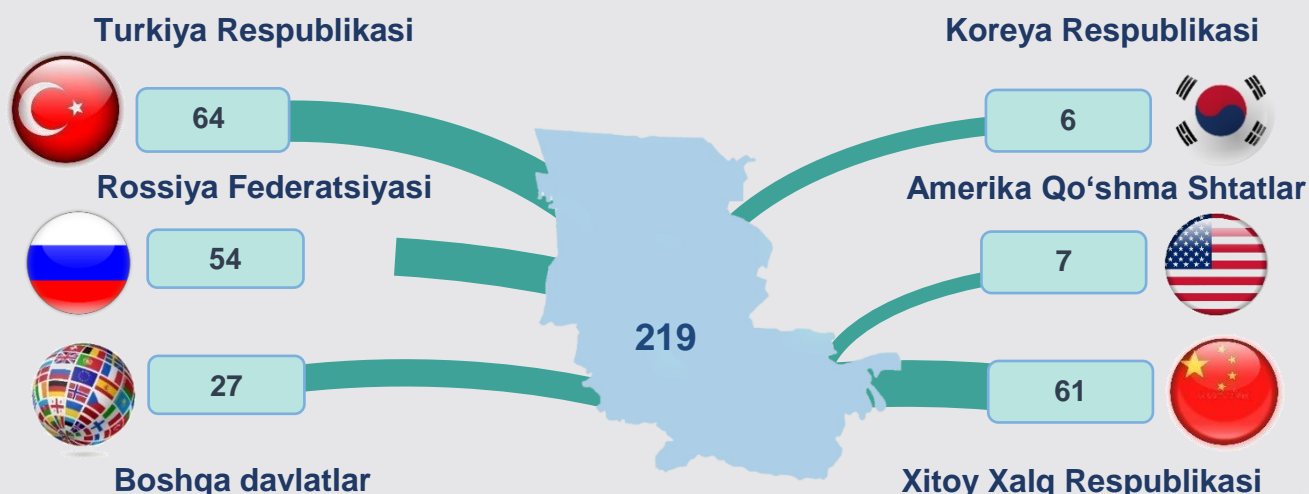 Turkiya Respublikasi
64
Rossiya Federatsiyasi
54
27
Boshqa davlatlar
219
Koreya Respublikasi
6
Amerika Qo‘shma Shtatlar
7
61
Xitoy Xalq Respublikasi